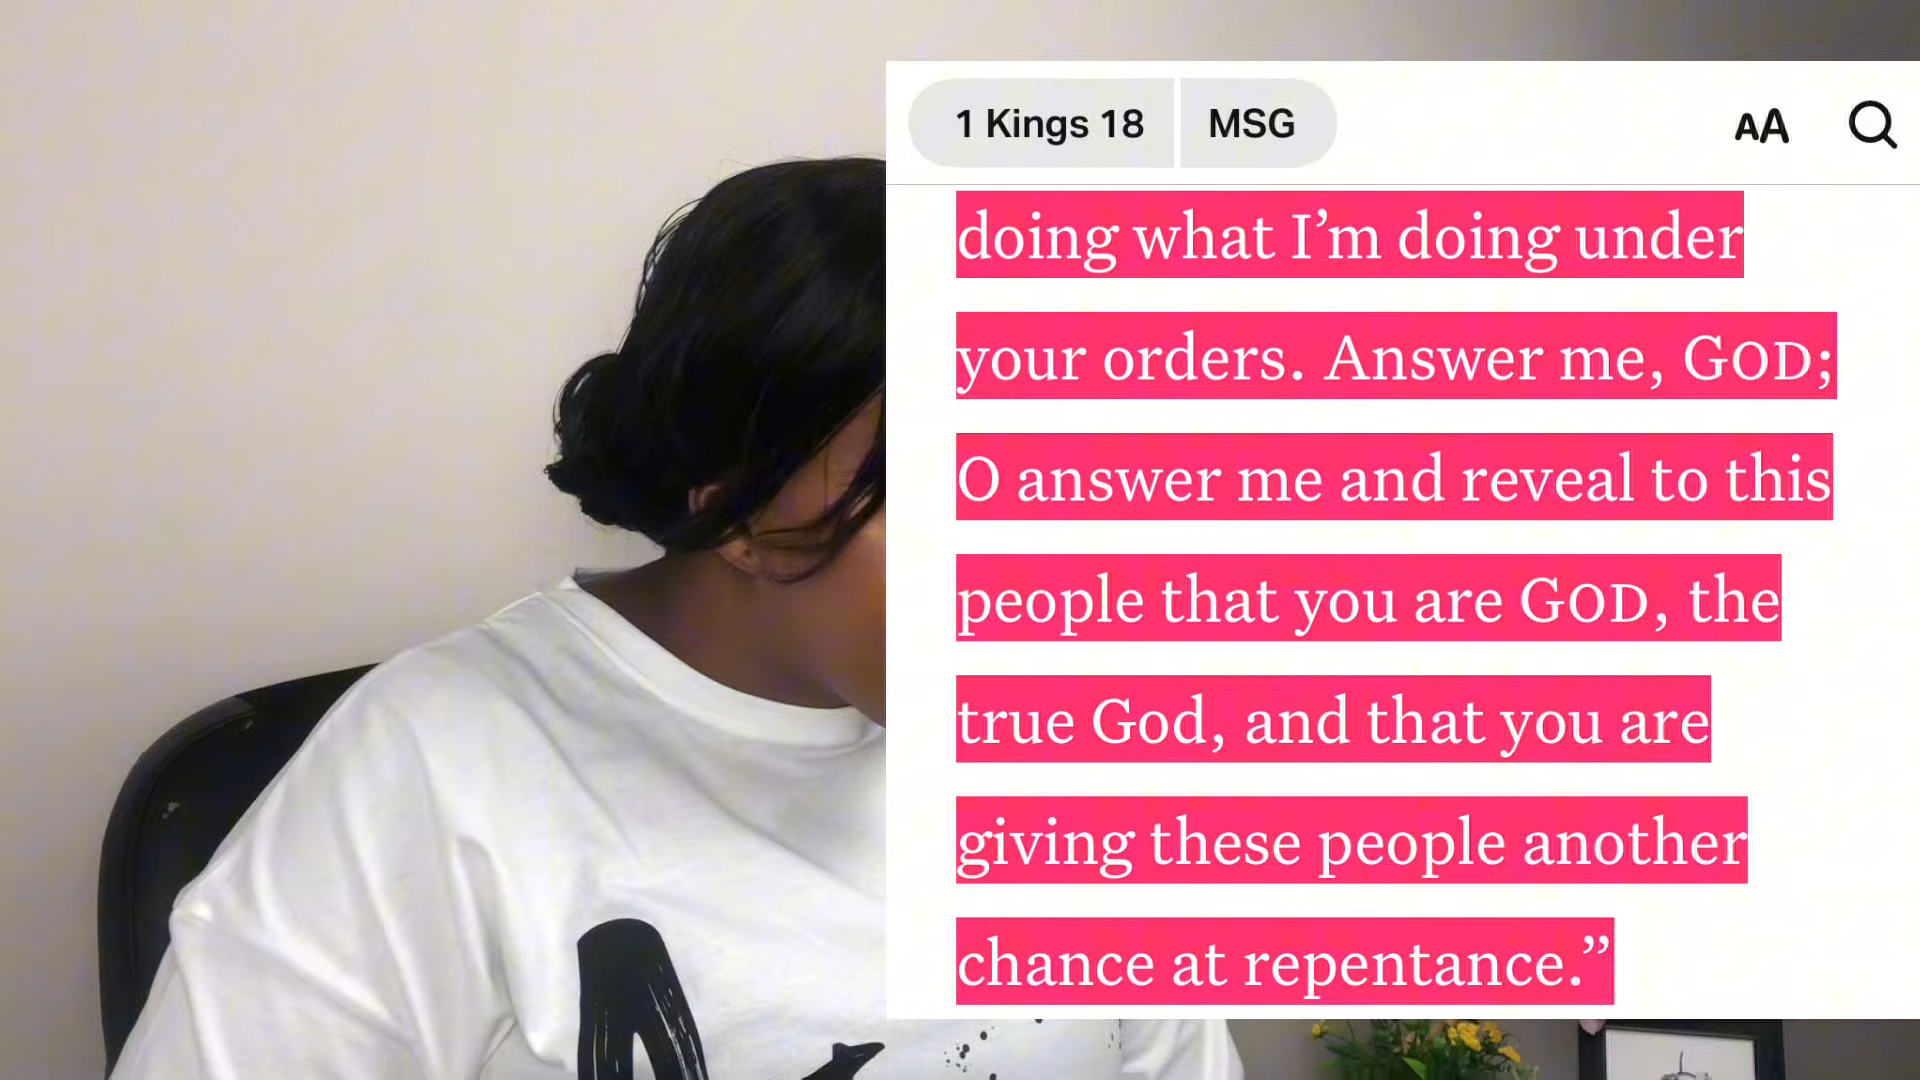 1 Kings 18 MSG AA
doing what I’m doing under
your orders. Answer me, GOD;
O answer me and reveal to this
people that you are GOD, the
true God, and that you are
giving these people another
chance at repentance.”